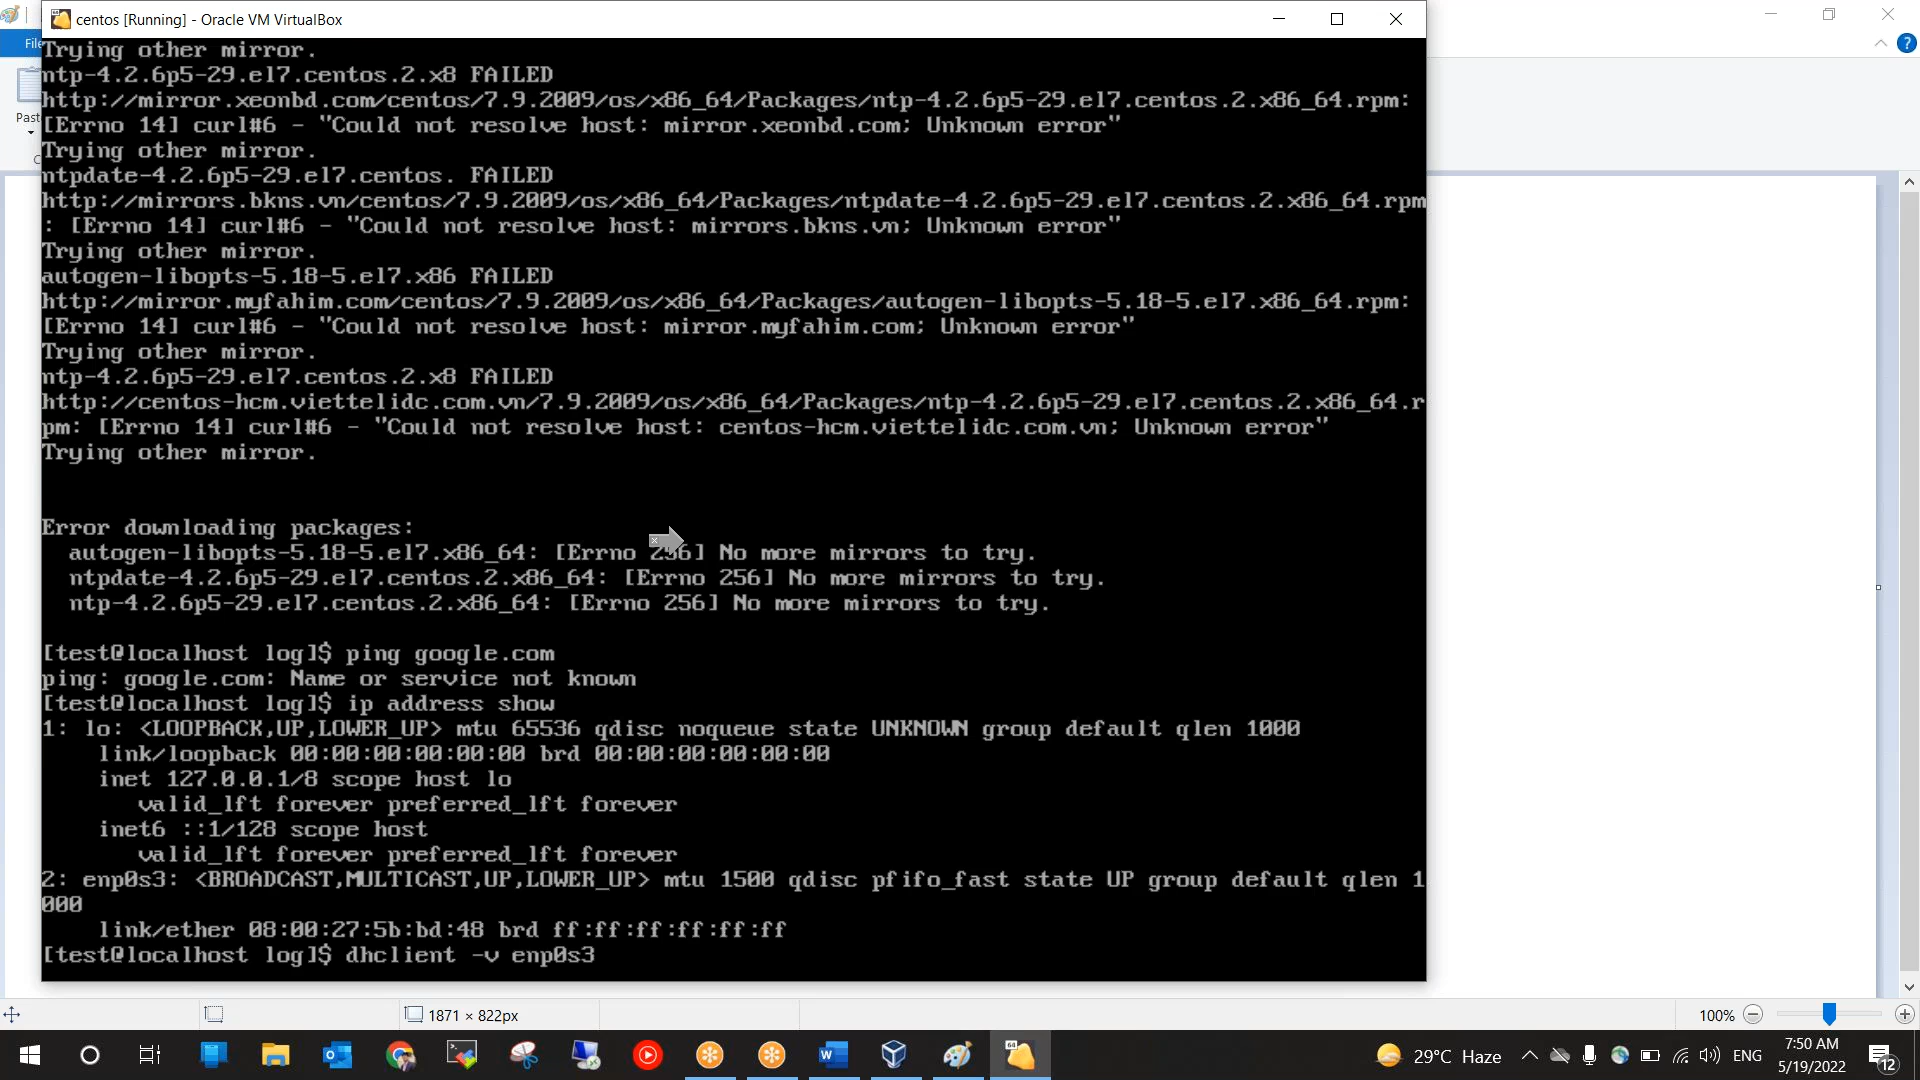 centos [Running] - Oracle VM VirtualBox
File
Past
Trying other mirror.
ntp-4.2.6p5-29.el7.centos.2.x8 FAILED
http://mirror.xeonbd.com/centos/7.9.2009/os/x86_64/Packages/ntp-4.2.6p5-29.el7.centos.2.x86_64.rpm:
[Errno 14] curl#6 - "Could not resolve host: mirror.xeonbd.com; Unknown error"
Trying other mirror.
ntpdate-4.2.6p5-29.el7.centos. FAILED
http://mirrors.bkns.vn/centos/7.9.2009/os/x86_64/Packages/ntpdate-4.2.6p5-29.el7.centos.2.x86_64.rpm
: [Errno 14] curl#6 - "Could not resolve host: mirrors.bkns.vn; Unknown error"
Trying other mirror.
autogen-libopts-5.18-5.el7.x86 FAILED
http://mirror.myfahim.com/centos/7.9.2009/os/x86_64/Packages/autogen-libopts-5.18-5.el7.x86_64.rpm:
[Errno 14] curl#6 - "Could not resolve host: mirror.myfahim.com; Unknown error"
Trying other mirror.
ntp-4.2.6p5-29.el7.centos.2.x8 FAILED
http://centos-hcm.viettelidc.com.vn/7.9.2009/os/x86_64/Packages/ntp-4.2.6p5-29.el7.centos.2.x86_64.r
pm: [Errno 14] curl#6 - "Could not resolve host: centos-hcm.viettelidc.com.vn; Unknown error"
Trying other mirror.
Error downloading packages:
autogen-libopts-5.18-5.el7.x86_64: [Errno 256] No more mirrors to try.
ntpdate-4.2.6p5-29.el7.centos.2.x86_64: [Errno 256] No more mirrors to try.
ntp-4.2.6p5-29.el7.centos.2.x86_64: [Errno 256] No more mirrors to try.
[test@localhost log]$ ping google.com
ping: google.com: Name or service not known
[test@localhost log]$ ip address show
1: lo: <LOOPBACK,UP,LOWER_UP> mtu 65536 qdisc noqueue state UNKNOWN group default qlen 1000
link/loopback 00:00:00:00:00:00 brd 00:00:00:00:00:00
inet 127.0.0.1/8 scope host lo
valid_lft forever preferred_lft forever
inet6 ::1/128 scope host
valid_lft forever preferred_lft forever
2: enp0s3: <BROADCAST,MULTICAST,UP,LOWER_UP> mtu 1500 qdisc pfifo_fast state UP group default qlen 1
000
link/ether 08:00:27:5b:bd:48 brd ff:ff:ff:ff:ff:ff
[test@localhost log]$ dhclient -v enp0s3
1871 × 822px
100%
29°C Haze
ENG
7:50 AM
5/19/2022
12